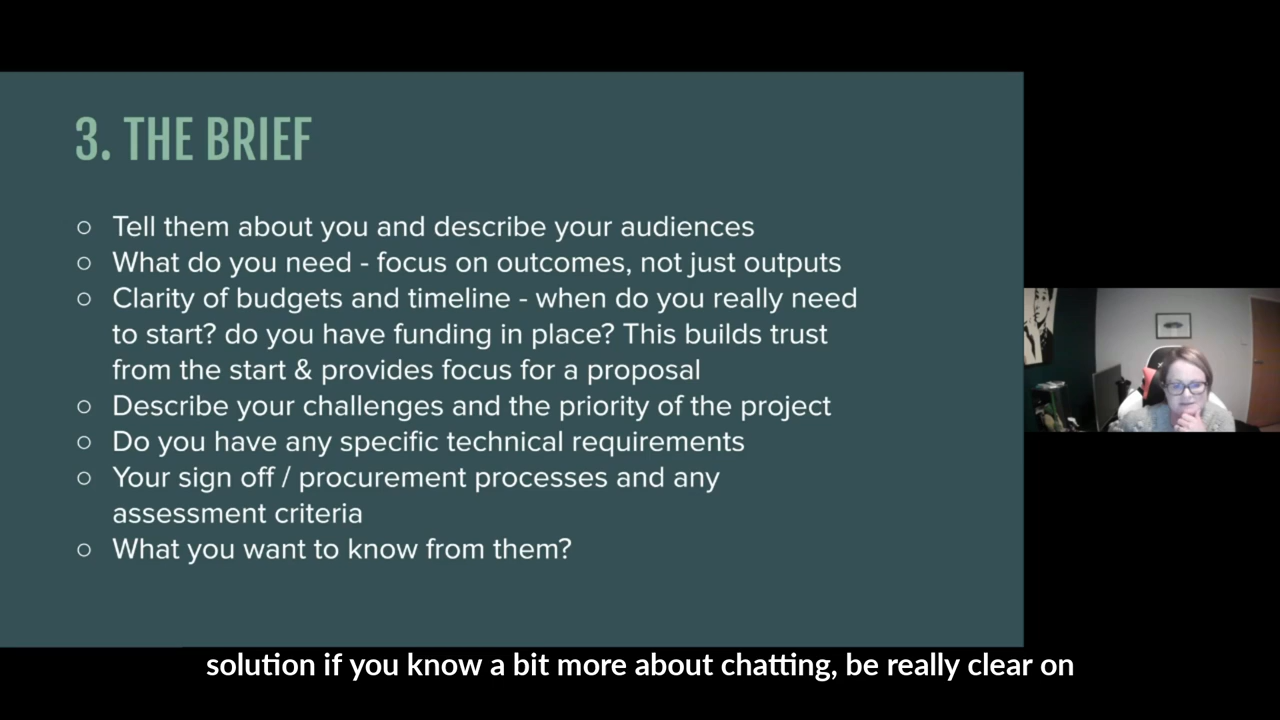 3. THE BRIEF
○ Tell them about you and describe your audiences
○ What do you need - focus on outcomes, not just outputs
○ Clarity of budgets and timeline - when do you really need
to start? do you have funding in place? This builds trust
from the start & provides focus for a proposal
○ Describe your challenges and the priority of the project
○ Do you have any specific technical requirements
○ Your sign off / procurement processes and any
assessment criteria
○ What you want to know from them?
solution if you know a bit more about chatting, be really clear on